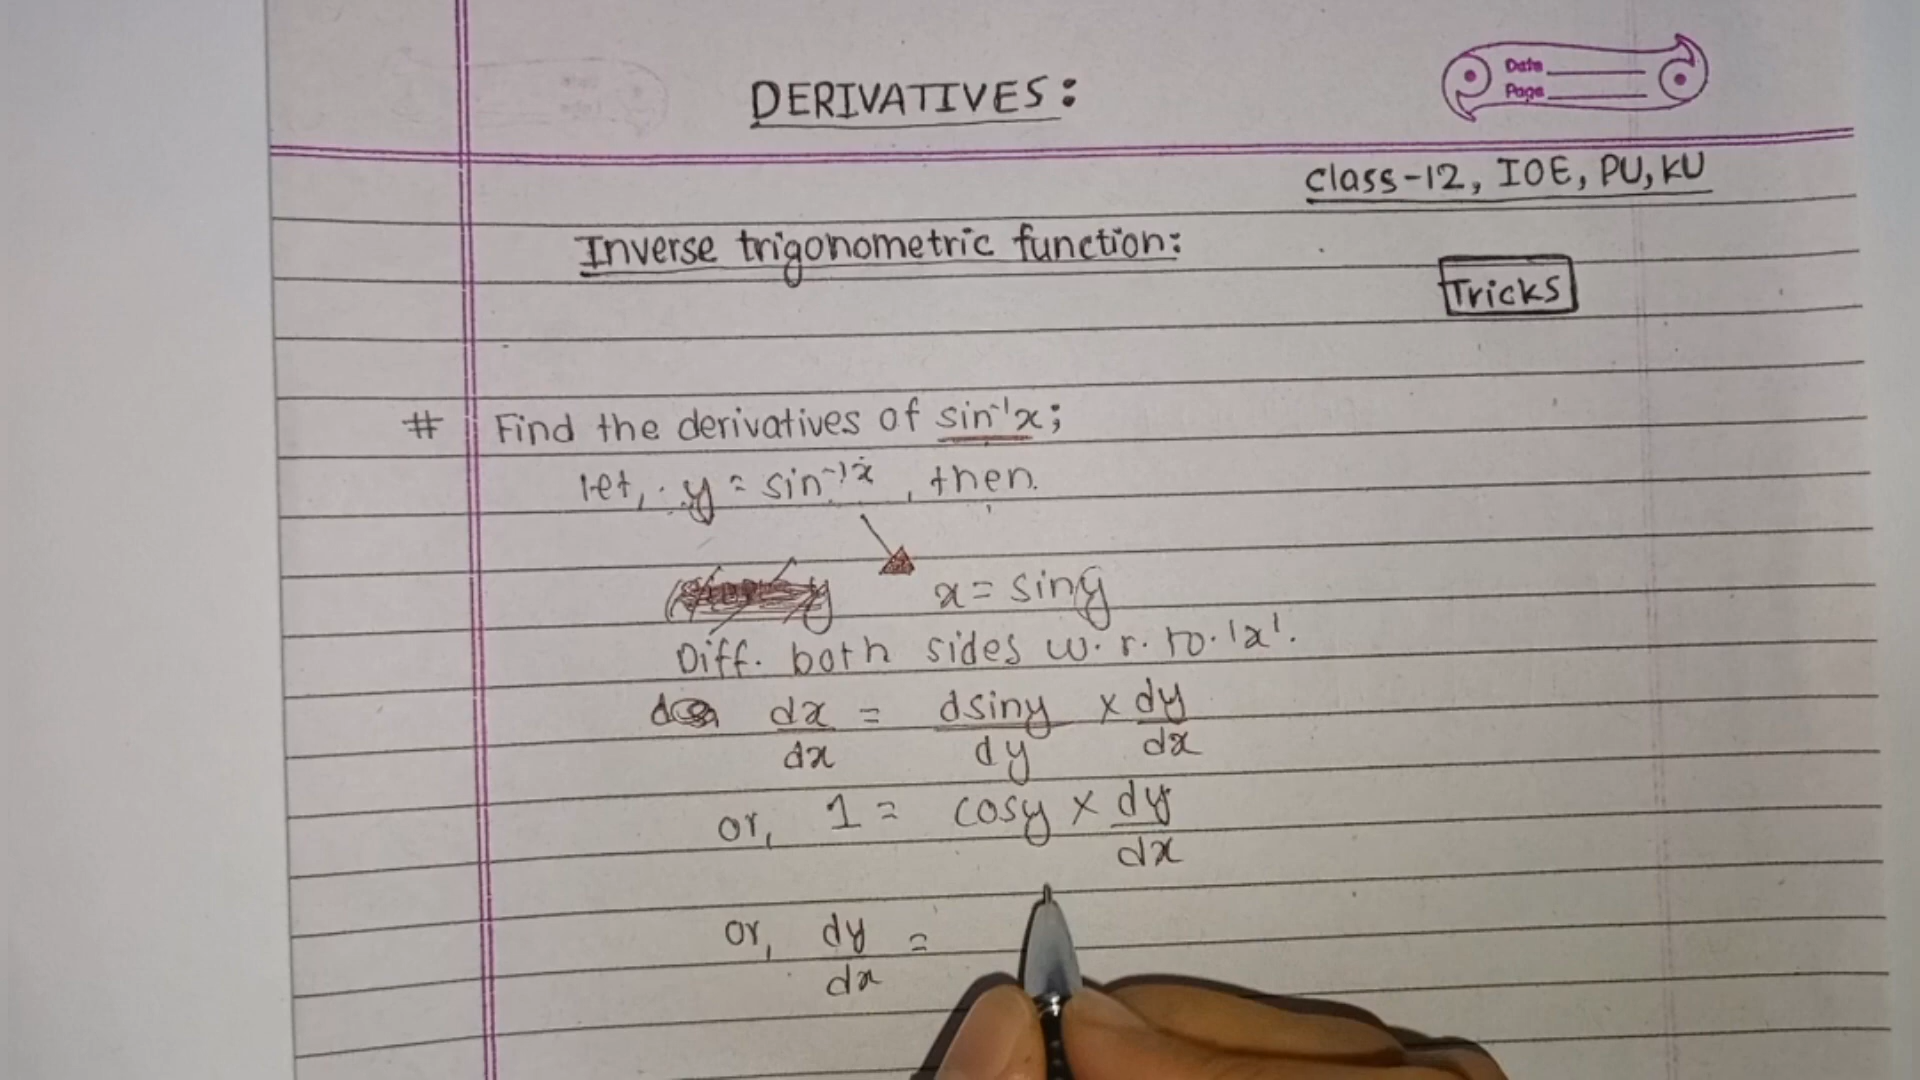 DERIVATIVES:
Date
Page
class-12, IOE, PU, KU
Inverse trigonometric function:
Tricks
# Find the derivatives of sin⁻¹x;
let, y = sin⁻¹x, then.
x = siny
Diff. both sides w.r.to.'x'.
dx/dx = dsiny/dy × dy/dx
or, 1 = cosy × dy/dx
or, dy/dx =